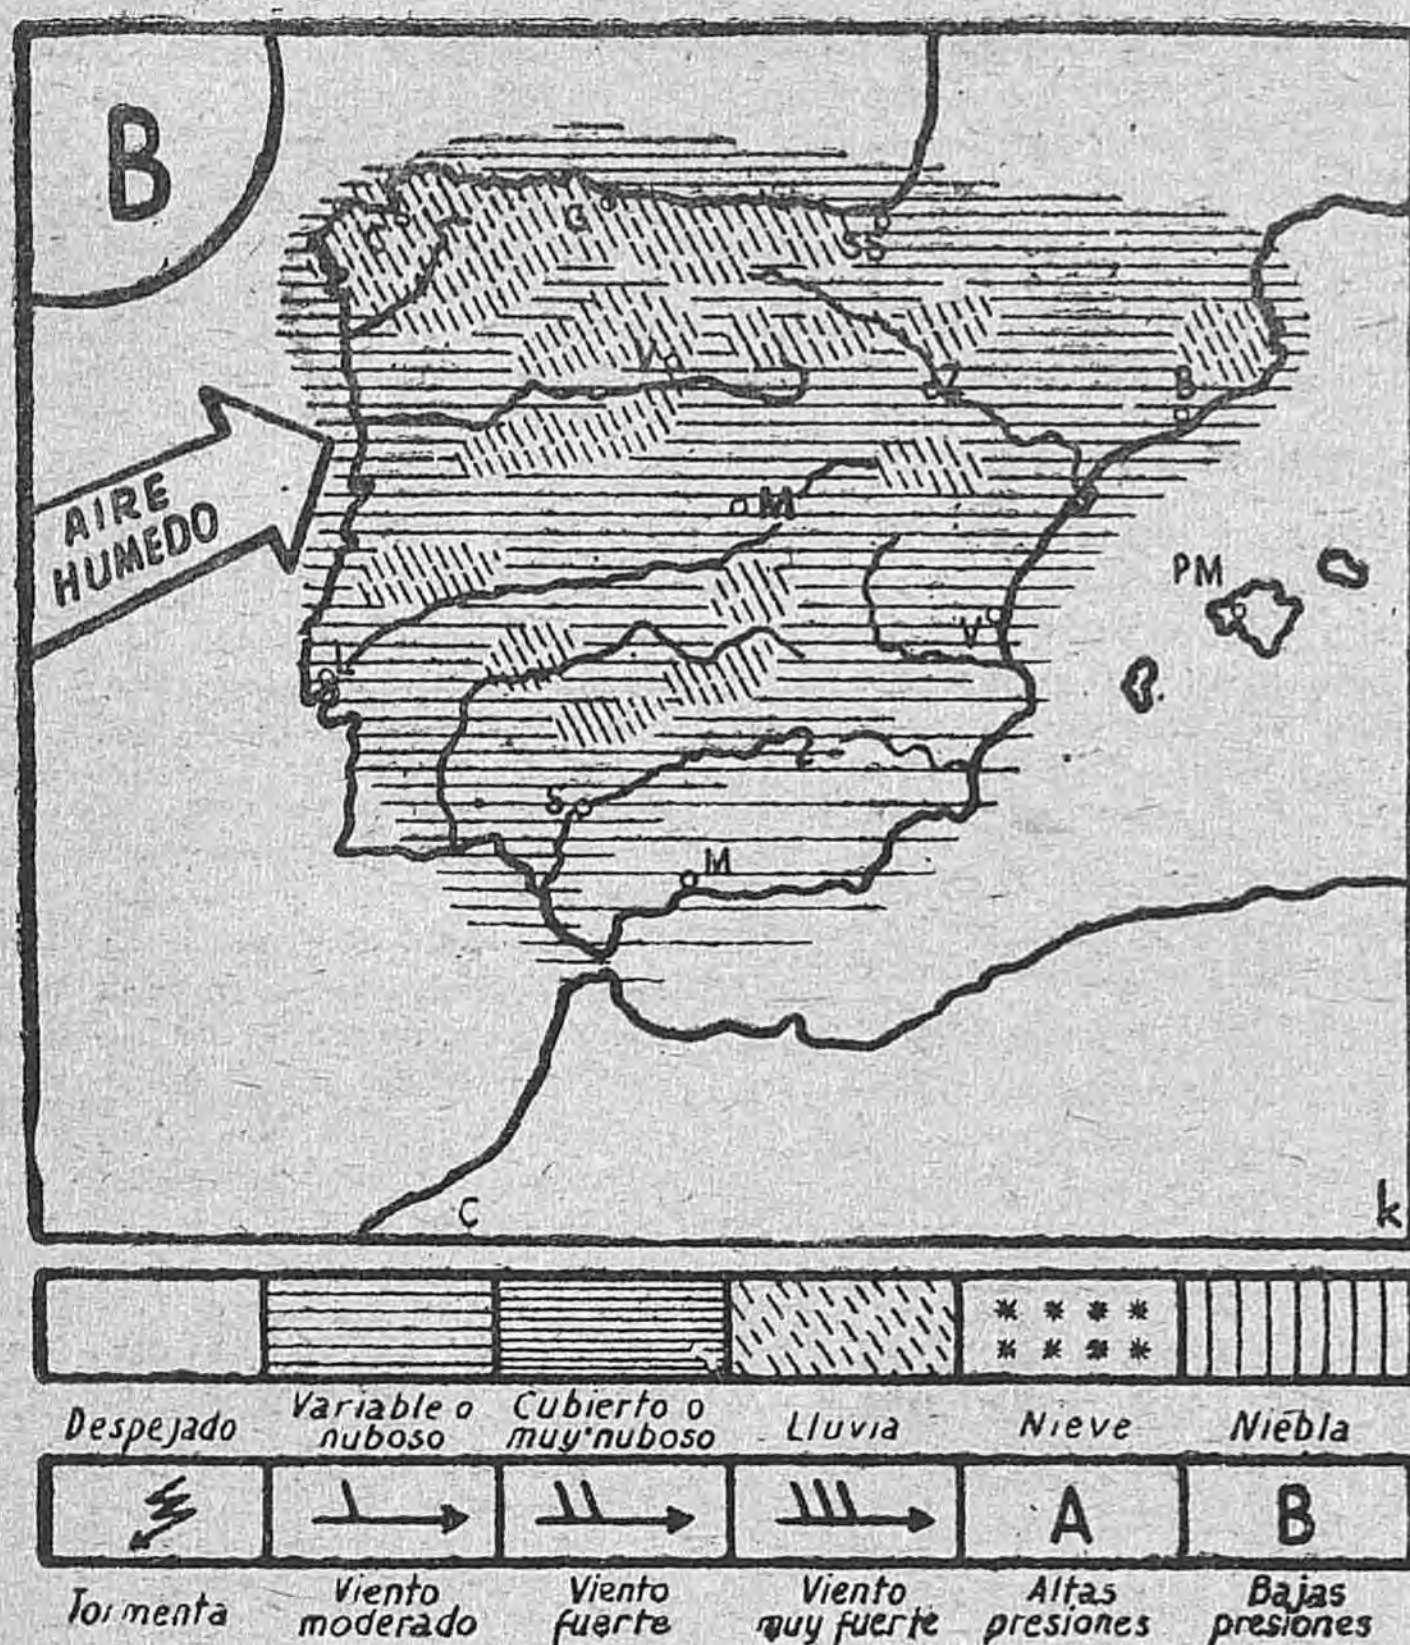 B
C
G
SS
V
Z
B
AIRE
HUMEDO
M
PM
V
L
S
M
C
k
Despejado
Variable o
nuboso
Cubierto o
muy nuboso
Lluvia
Nieve
Niebla
A
B
Tormenta
Viento
moderado
Viento
fuerte
Viento
muy fuerte
Altas
presiones
Bajas
presiones